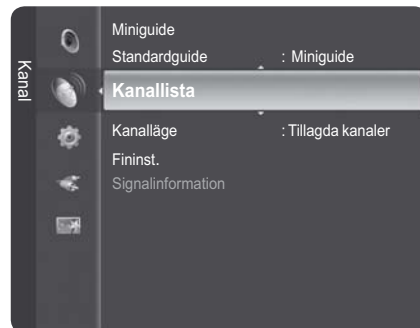 Kanal
Miniguide
Standardguide : Miniguide
Kanallista
Kanalläge : Tillagda kanaler
Fininst.
Signalinformation